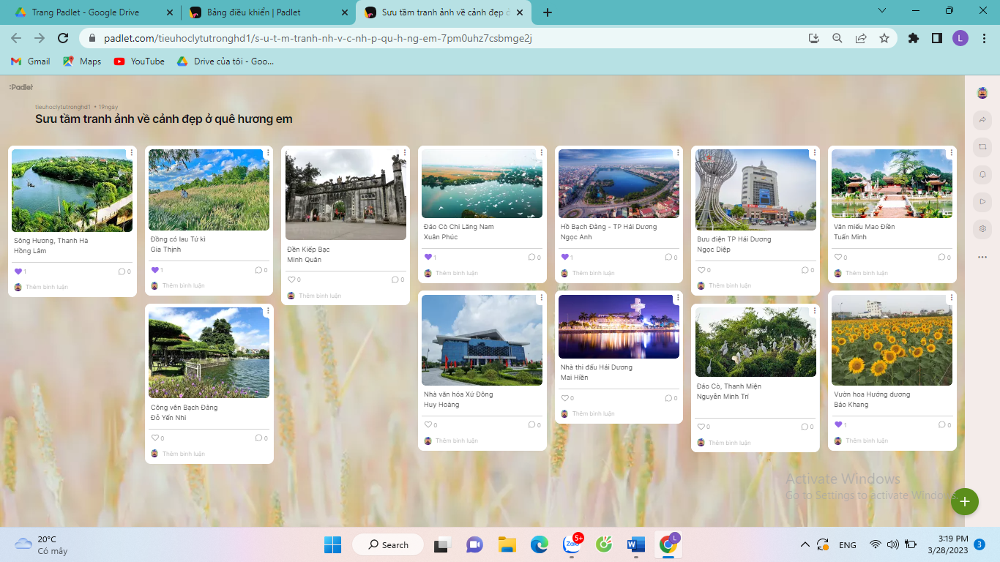 Trang Padlet - Google Drive
Bảng điều khiển | Padlet
Sưu tầm tranh ảnh về cảnh đẹp ở
padlet.com/tieuhoclytutronghd1/s-u-t-m-tranh-nh-v-c-nh-p-qu-h-ng-em-7pm0uhz7csbmge2j
Gmail
Maps
YouTube
Drive của tôi - Goo...
:Padlet
tieuhoclytutronghd1 • 19ngày
Sưu tầm tranh ảnh về cảnh đẹp ở quê hương em
Sông Hương, Thanh Hà
Hồng Lâm
1
0
Thêm bình luận
Đồng cỏ lau Tứ kì
Gia Thịnh
1
0
Thêm bình luận
Công vên Bạch Đằng
Đỗ Yến Nhi
0
0
Thêm bình luận
Đền Kiếp Bạc
Minh Quân
0
0
Thêm bình luận
Đảo Cò Chi Lăng Nam
Xuân Phúc
1
0
Thêm bình luận
Nhà văn hóa Xứ Đông
Huy Hoàng
0
0
Thêm bình luận
Hồ Bạch Đằng - TP Hải Dương
Ngọc Anh
1
0
Thêm bình luận
Nhà thi đấu Hải Dương
Mai Hiền
0
0
Thêm bình luận
Bưu điện TP Hải Dương
Ngọc Diệp
0
0
Thêm bình luận
Đảo Cò, Thanh Miện
Nguyễn Minh Trí
0
0
Thêm bình luận
Văn miếu Mao Điền
Tuấn Minh
0
0
Thêm bình luận
Vườn hoa Hướng dương
Bảo Khang
1
0
Thêm bình luận
Activate Windows
Go to Settings to activate Windows.
20°C
Có mây
Search
Zalo
5+
L
ENG
3:19 PM
3/28/2023
3